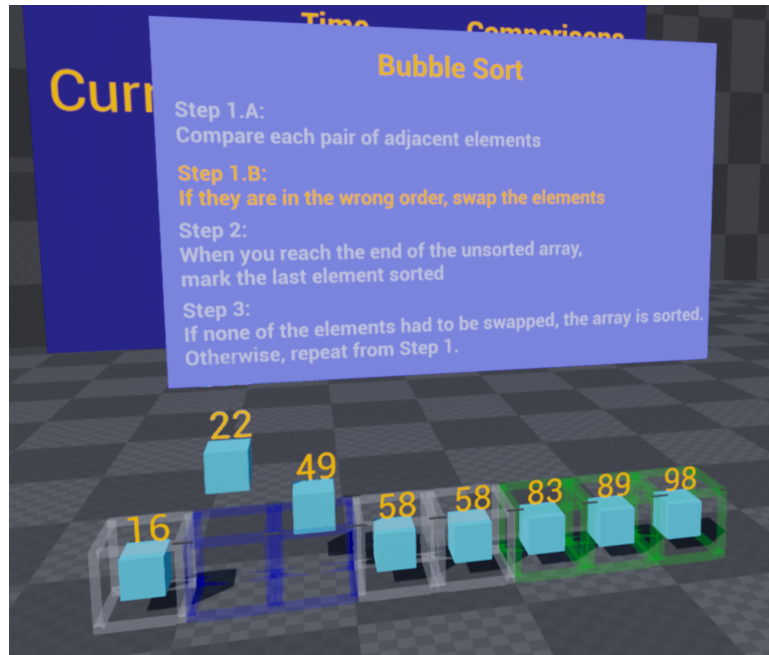 Time
Comparisons
Bubble Sort
Step 1.A:
Compare each pair of adjacent elements
Step 1.B:
If they are in the wrong order, swap the elements
Step 2:
When you reach the end of the unsorted array,
mark the last element sorted
Step 3:
If none of the elements had to be swapped, the array is sorted.
Otherwise, repeat from Step 1.
22
49
16
58
58
83
89
98